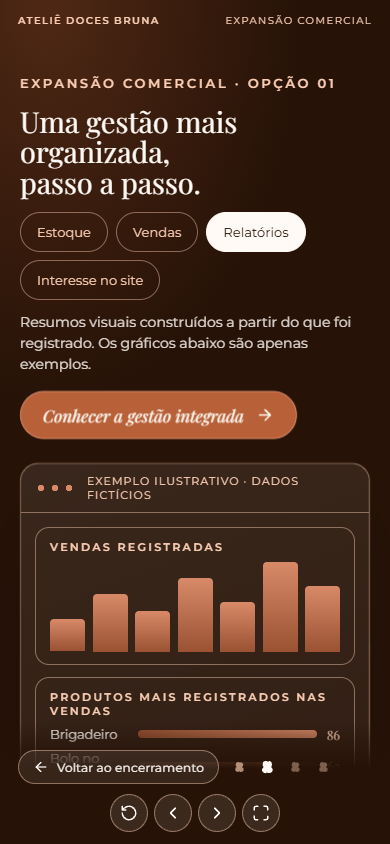 ATELIÊ DOCES BRUNA
EXPANSÃO COMERCIAL
EXPANSÃO COMERCIAL · OPÇÃO 01
Uma gestão mais
organizada,
passo a passo.
Estoque
Vendas
Relatórios
Interesse no site
Resumos visuais construídos a partir do que foi
registrado. Os gráficos abaixo são apenas
exemplos.
Conhecer a gestão integrada →
EXEMPLO ILUSTRATIVO · DADOS
FICTÍCIOS
VENDAS REGISTRADAS
PRODUTOS MAIS REGISTRADOS NAS
VENDAS
Brigadeiro 86
Bolo no
← Voltar ao encerramento